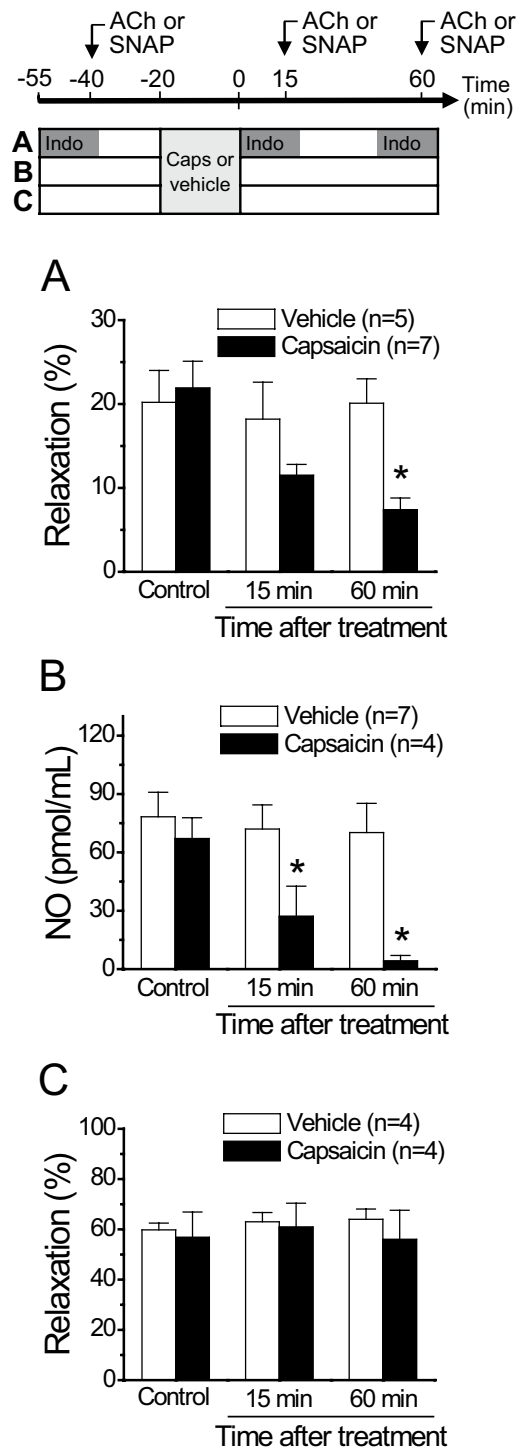 ACh or ACh or ACh or
SNAP SNAP SNAP
-55 -40 -20 0 15 60 Time
(min)
A Indo Indo Indo
Caps or
B vehicle
C
A
30
Vehicle (n=5)
Capsaicin (n=7)
20
*
10
0
Relaxation (%)
Control 15 min 60 min
Time after treatment
B
120
Vehicle (n=7)
Capsaicin (n=4)
90
60
*
30
*
0
NO (pmol/mL)
Control 15 min 60 min
Time after treatment
C
100
Vehicle (n=4)
Capsaicin (n=4)
80
60
40
20
0
Relaxation (%)
Control 15 min 60 min
Time after treatment